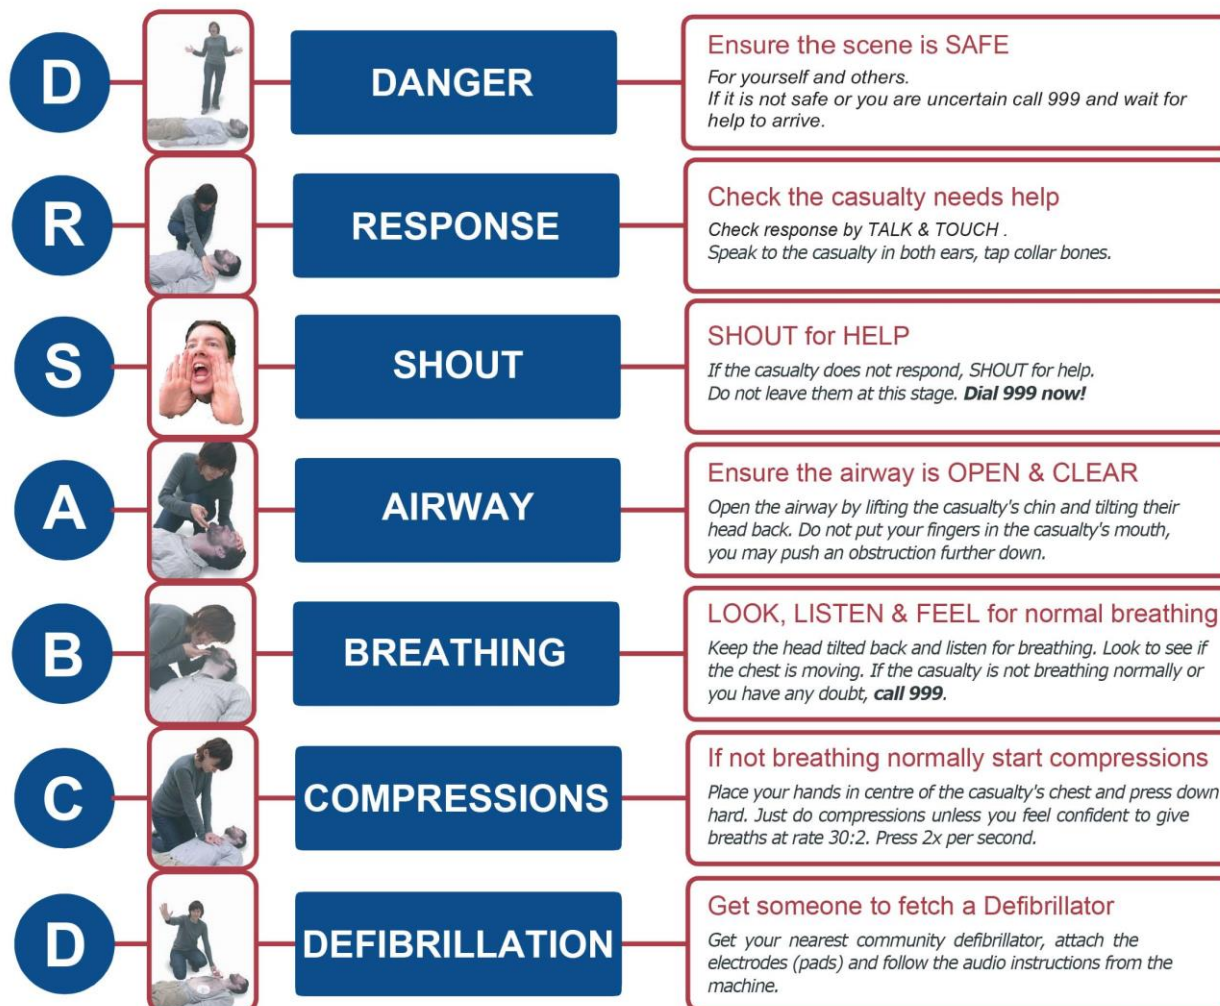 D
DANGER
Ensure the scene is SAFE
For yourself and others.
If it is not safe or you are uncertain call 999 and wait for
help to arrive.
R
RESPONSE
Check the casualty needs help
Check response by TALK & TOUCH .
Speak to the casualty in both ears, tap collar bones.
S
SHOUT
SHOUT for HELP
If the casualty does not respond, SHOUT for help.
Do not leave them at this stage. Dial 999 now!
A
AIRWAY
Ensure the airway is OPEN & CLEAR
Open the airway by lifting the casualty's chin and tilting their
head back. Do not put your fingers in the casualty's mouth,
you may push an obstruction further down.
B
BREATHING
LOOK, LISTEN & FEEL for normal breathing
Keep the head tilted back and listen for breathing. Look to see if
the chest is moving. If the casualty is not breathing normally or
you have any doubt, call 999.
C
COMPRESSIONS
If not breathing normally start compressions
Place your hands in centre of the casualty's chest and press down
hard. Just do compressions unless you feel confident to give
breaths at rate 30:2. Press 2x per second.
D
DEFIBRILLATION
Get someone to fetch a Defibrillator
Get your nearest community defibrillator, attach the
electrodes (pads) and follow the audio instructions from the
machine.